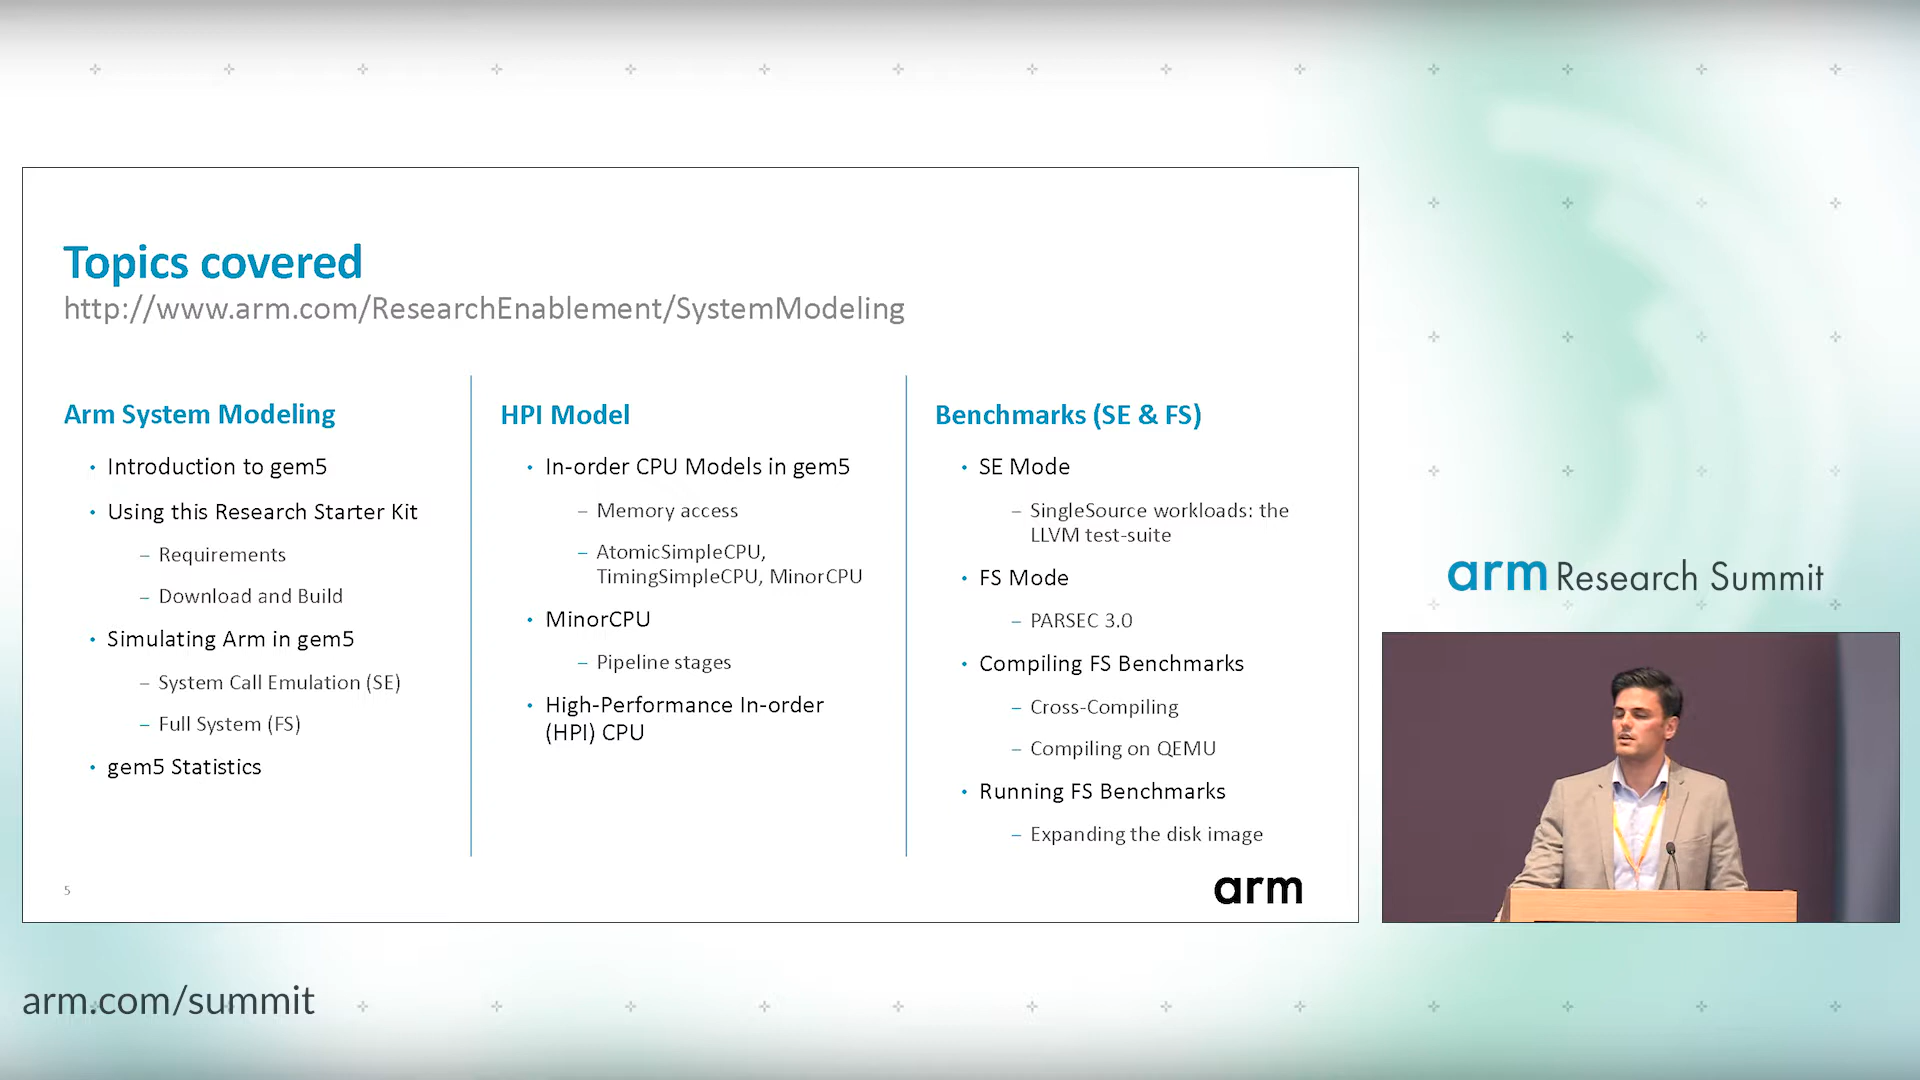 Topics covered
http://www.arm.com/ResearchEnablement/SystemModeling
Arm System Modeling
• Introduction to gem5
• Using this Research Starter Kit
– Requirements
– Download and Build
• Simulating Arm in gem5
– System Call Emulation (SE)
– Full System (FS)
• gem5 Statistics
HPI Model
• In-order CPU Models in gem5
– Memory access
– AtomicSimpleCPU,
TimingSimpleCPU, MinorCPU
• MinorCPU
– Pipeline stages
• High-Performance In-order
(HPI) CPU
Benchmarks (SE & FS)
• SE Mode
– SingleSource workloads: the
LLVM test-suite
• FS Mode
– PARSEC 3.0
• Compiling FS Benchmarks
– Cross-Compiling
– Compiling on QEMU
• Running FS Benchmarks
– Expanding the disk image
5
arm
arm Research Summit
arm.com/summit